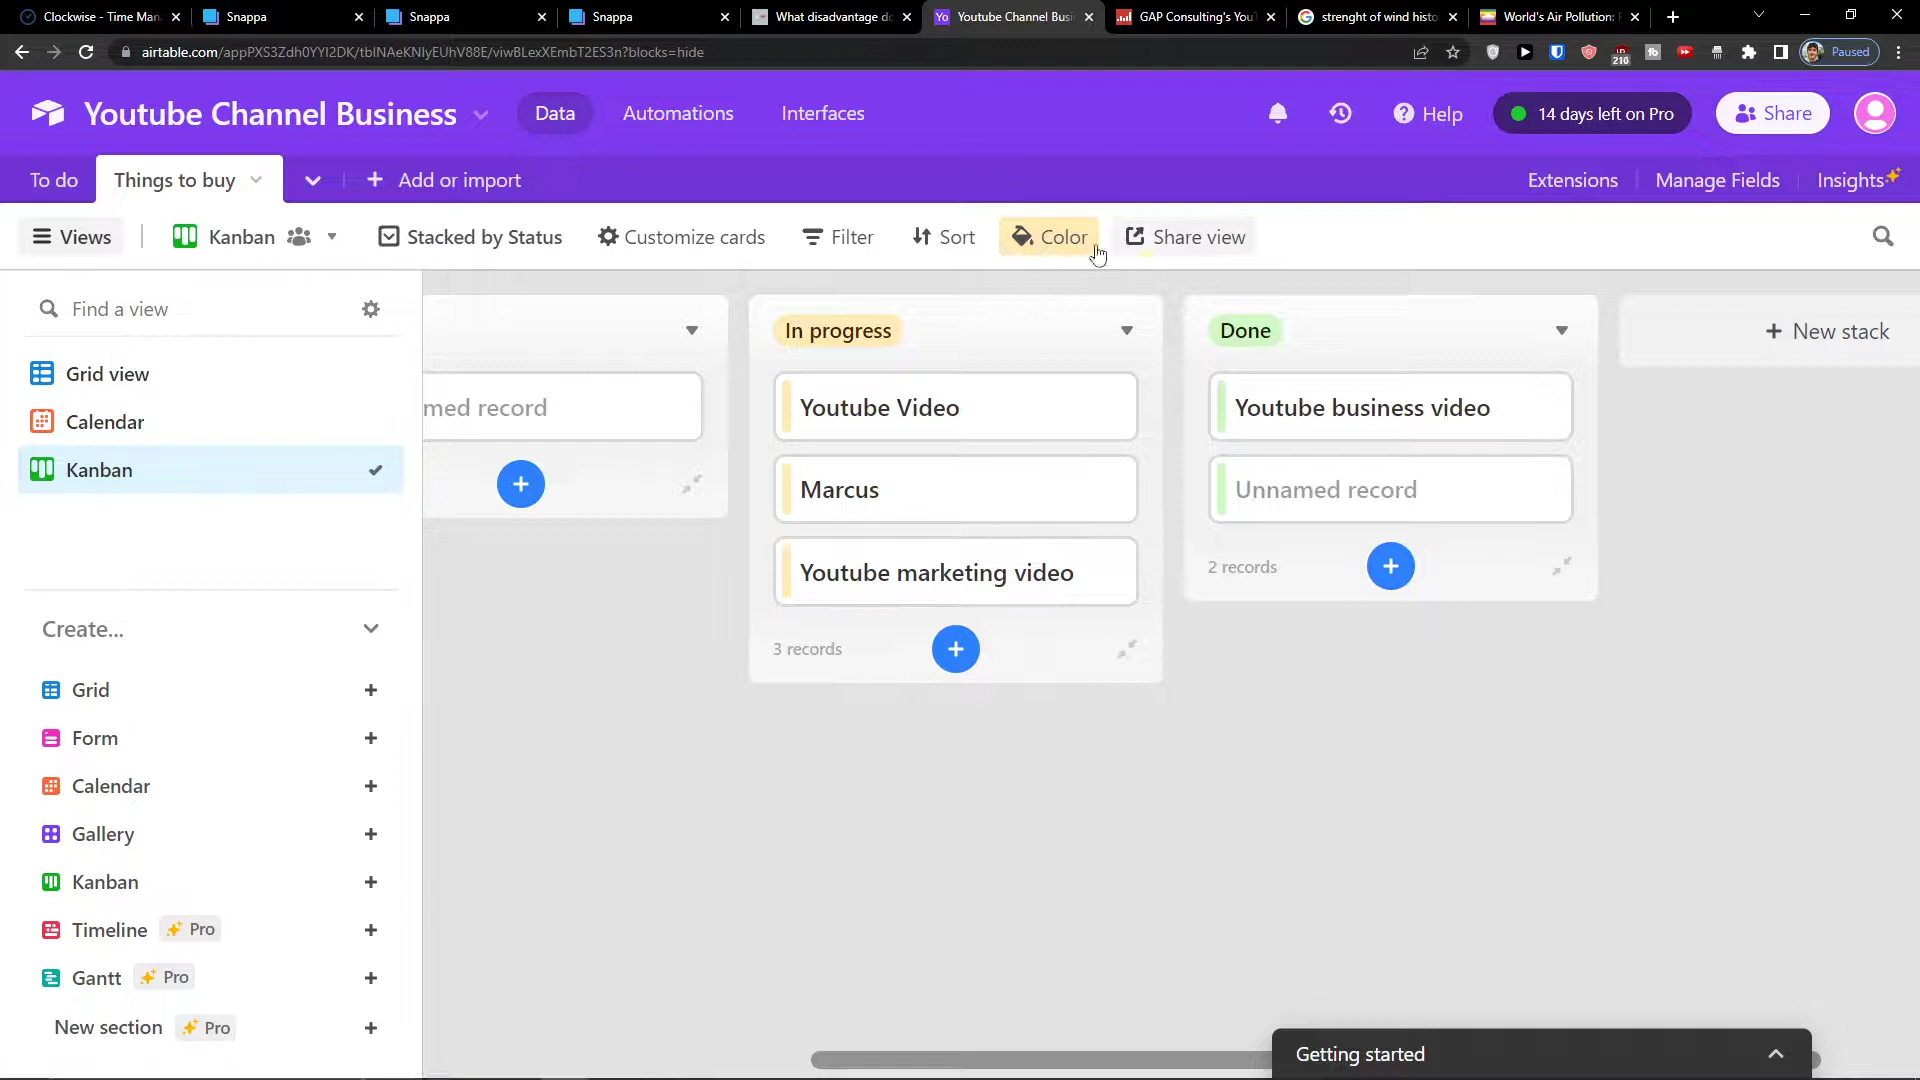 Clockwise - Time Man
Snappa
Snappa
Snappa
What disadvantage do
Yo
Youtube Channel Busi
GAP Consulting's You
strenght of wind histo
World's Air Pollution:
airtable.com/appPXS3Zdh0YYI2DK/tblNAeKNlyEUhV88E/viwBLexXEmbT2ES3n?blocks=hide
210
Paused
Youtube Channel Business
Data
Automations
Interfaces
Help
14 days left on Pro
Share
To do
Things to buy
Add or import
Extensions
Manage Fields
Insights
Views
Kanban
Stacked by Status
Customize cards
Filter
Sort
Color
Share view
Find a view
Grid view
Calendar
Kanban
med record
In progress
Youtube Video
Marcus
Youtube marketing video
3 records
Done
Youtube business video
Unnamed record
2 records
New stack
Create...
Grid
Form
Calendar
Gallery
Kanban
Timeline Pro
Gantt Pro
New section Pro
Getting started